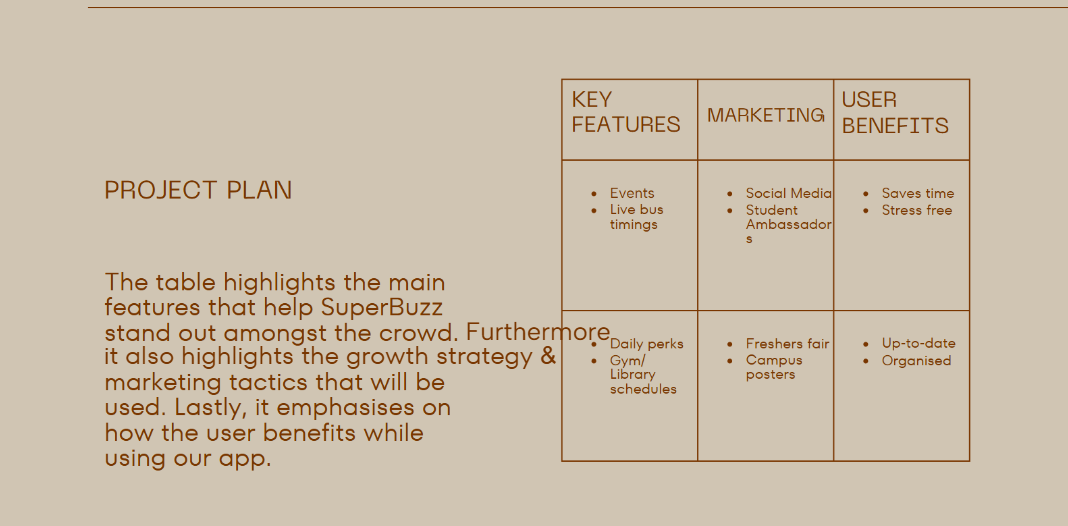 PROJECT PLAN
The table highlights the main
features that help SuperBuzz
stand out amongst the crowd. Furthermore
it also highlights the growth strategy &
marketing tactics that will be
used. Lastly, it emphasises on
how the user benefits while
using our app.
KEY
FEATURES
MARKETING
USER
BENEFITS
• Events
• Live bus
timings
• Social Media
• Student
Ambassador
s
• Saves time
• Stress free
• Daily perks
• Gym/
Library
schedules
• Freshers fair
• Campus
posters
• Up-to-date
• Organised